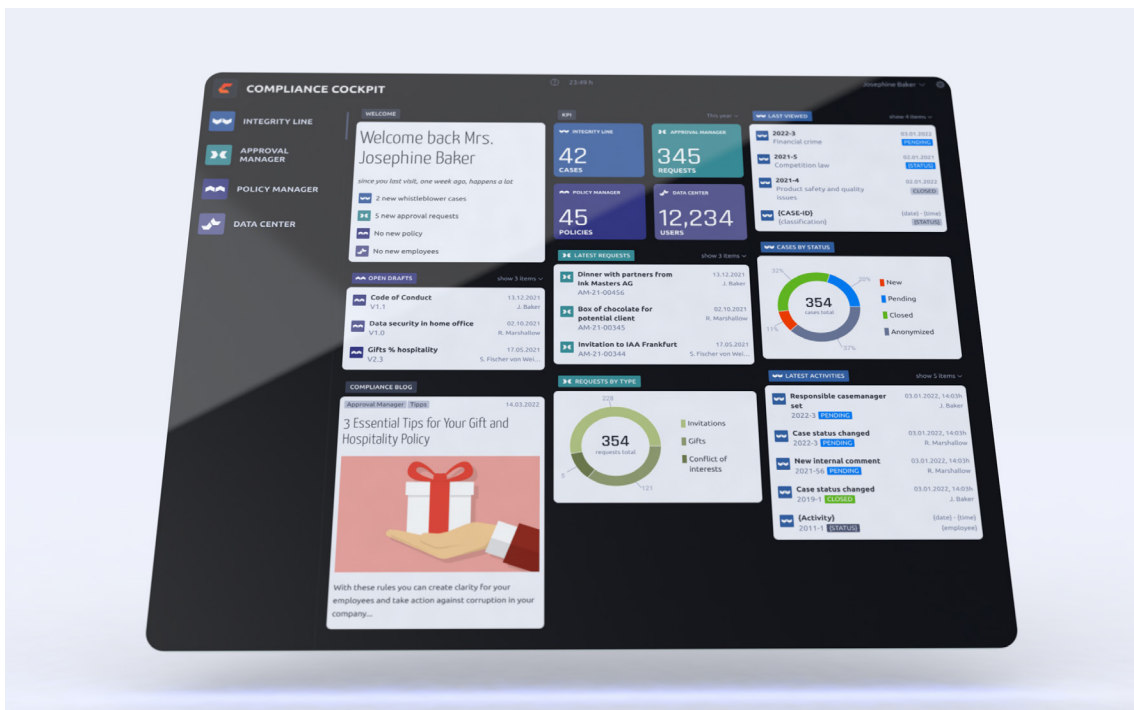 COMPLIANCE COCKPIT
23:49 h
Josephine Baker
INTEGRITY LINE
APPROVAL
MANAGER
POLICY MANAGER
DATA CENTER
WELCOME
Welcome back Mrs.
Josephine Baker
since you last visit, one week ago, happens a lot
2 new whistleblower cases
5 new approval requests
No new policy
No new employees
OPEN DRAFTS
show 3 items
Code of Conduct
13.12.2021
V1.1
J. Baker
Data security in home office
02.10.2021
V1.0
R. Marshallow
Gifts % hospitality
17.05.2021
V2.3
S. Fischer von Wei...
COMPLIANCE BLOG
Approval Manager Tipps
14.03.2022
3 Essential Tips for Your Gift and
Hospitality Policy
With these rules you can create clarity for your
employees and take action against corruption in your
company...
KPI
This year
INTEGRITY LINE
42
CASES
APPROVAL MANAGER
345
REQUESTS
POLICY MANAGER
45
POLICIES
DATA CENTER
12,234
USERS
LATEST REQUESTS
show 3 items
Dinner with partners from
Ink Masters AG
AM-21-00456
13.12.2021
J. Baker
Box of chocolate for
potential client
AM-21-00345
02.10.2021
R. Marshallow
Invitation to IAA Frankfurt
AM-21-00344
17.05.2021
S. Fischer von Wei...
REQUESTS BY TYPE
228
354
requests total
5
121
Invitations
Gifts
Conflict of
interests
LAST VIEWED
show 4 items
2022-3
Financial crime
03.01.2022
PENDING
2021-5
Competition law
02.01.2021
{STATUS}
2021-4
Product safety and quality
issues
02.01.2022
CLOSED
{CASE-ID}
{classification}
{date} - {time}
{STATUS}
CASES BY STATUS
32%
20%
354
cases total
11%
37%
New
Pending
Closed
Anonymized
LATEST ACTIVITIES
show 5 items
Responsible casemanager
set
2022-3 PENDING
03.01.2022, 14:03h
J. Baker
Case status changed
2022-3 PENDING
03.01.2022, 14:03h
R. Marshallow
New internal comment
2021-56 PENDING
03.01.2022, 14:03h
R. Marshallow
Case status changed
2019-1 CLOSED
03.01.2022, 14:03h
J. Baker
{Activity}
2011-1 {STATUS}
{date} - {time}
{employee}